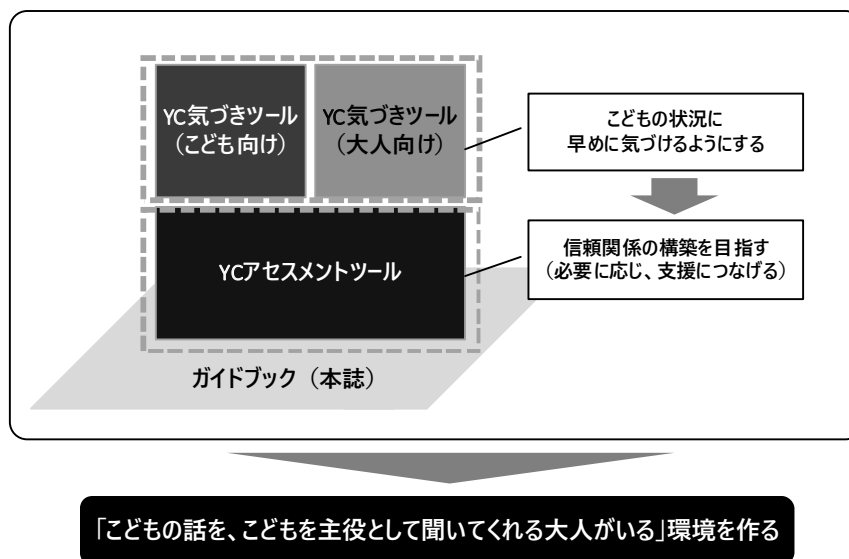 YC気づきツール
（こども向け）
YC気づきツール
（大人向け）
こどもの状況に
早めに気づけるようにする
YCアセスメントツール
信頼関係の構築を目指す
（必要に応じ、支援につなげる）
ガイドブック（本誌）
「こどもの話を、こどもを主役として聞いてくれる大人がいる」環境を作る